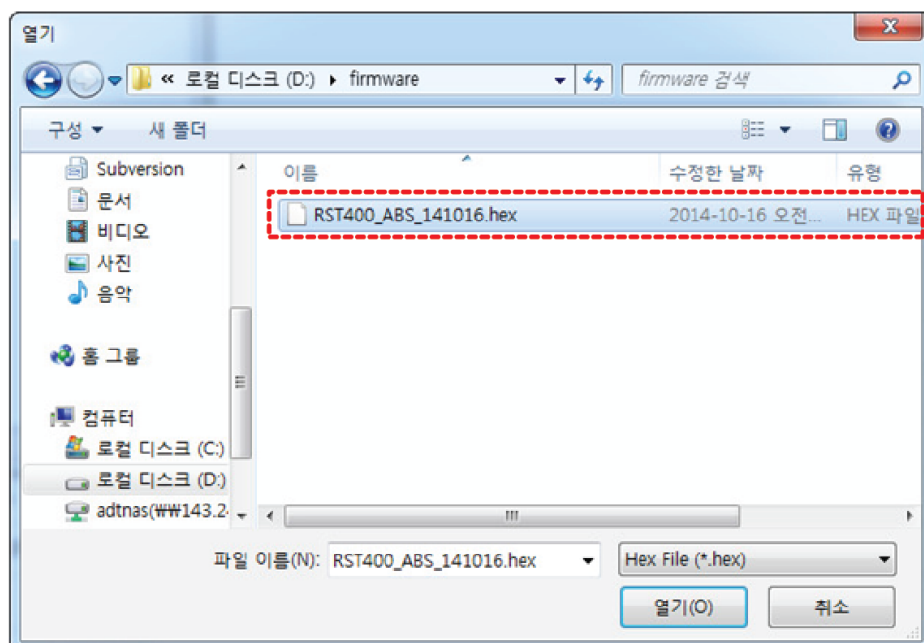 열기
« 로컬 디스크 (D:) ▸ firmware
firmware 검색
구성 ▼ 새 폴더
Subversion
문서
비디오
사진
음악
홈 그룹
컴퓨터
로컬 디스크 (C:)
로컬 디스크 (D:)
adtnas(₩₩143.2
이름 수정한 날짜 유형
RST400_ABS_141016.hex 2014-10-16 오전... HEX 파일
파일 이름(N): RST400_ABS_141016.hex Hex File (*.hex)
열기(O) 취소